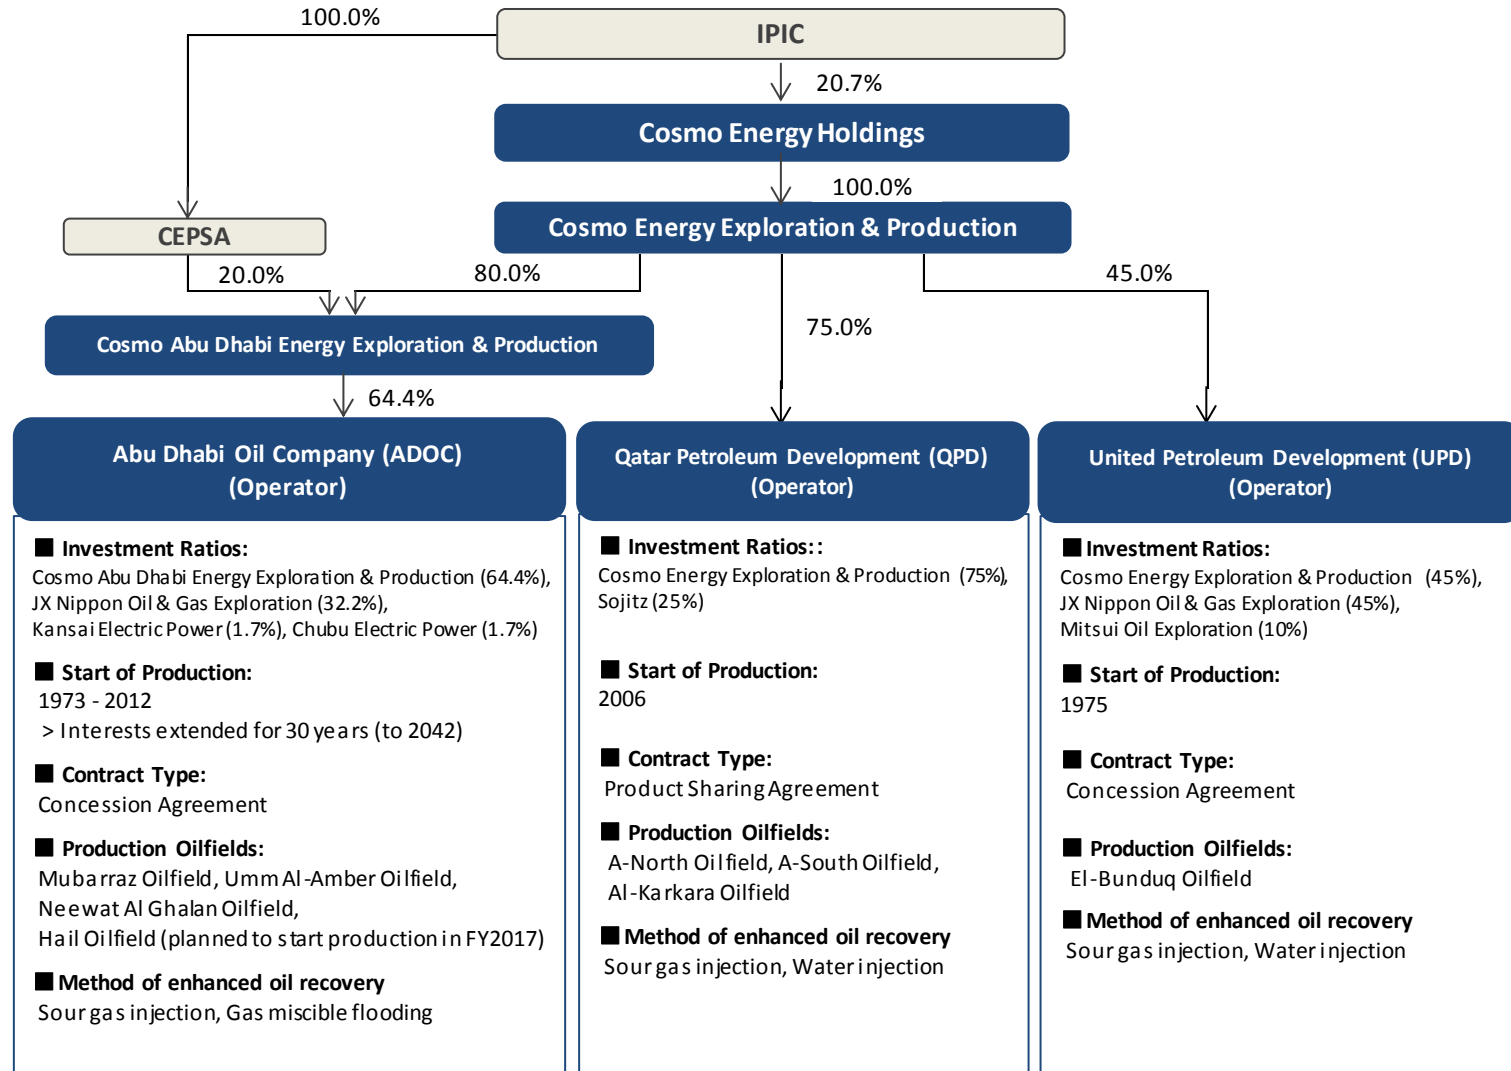 100.0%
IPIC
20.7%
Cosmo Energy Holdings
100.0%
CEPSA
Cosmo Energy Exploration & Production
20.0%
80.0%
45.0%
75.0%
Cosmo Abu Dhabi Energy Exploration & Production
64.4%
Abu Dhabi Oil Company (ADOC)
(Operator)
■ Investment Ratios:
Cosmo Abu Dhabi Energy Exploration & Production (64.4%),
JX Nippon Oil & Gas Exploration (32.2%),
Kansai Electric Power (1.7%), Chubu Electric Power (1.7%)
■ Start of Production:
1973 - 2012
> Interests extended for 30 years (to 2042)
■ Contract Type:
Concession Agreement
■ Production Oilfields:
Mubarraz Oilfield, Umm Al-Amber Oilfield,
Neewat Al Ghalan Oilfield,
Hail Oilfield (planned to start production in FY2017)
■ Method of enhanced oil recovery
Sour gas injection, Gas miscible flooding
Qatar Petroleum Development (QPD)
(Operator)
■ Investment Ratios::
Cosmo Energy Exploration & Production (75%),
Sojitz (25%)
■ Start of Production:
2006
■ Contract Type:
Product Sharing Agreement
■ Production Oilfields:
A-North Oilfield, A-South Oilfield,
Al-Karkara Oilfield
■ Method of enhanced oil recovery
Sour gas injection, Water injection
United Petroleum Development (UPD)
(Operator)
■ Investment Ratios:
Cosmo Energy Exploration & Production (45%),
JX Nippon Oil & Gas Exploration (45%),
Mitsui Oil Exploration (10%)
■ Start of Production:
1975
■ Contract Type:
Concession Agreement
■ Production Oilfields:
El-Bunduq Oilfield
■ Method of enhanced oil recovery
Sour gas injection, Water injection